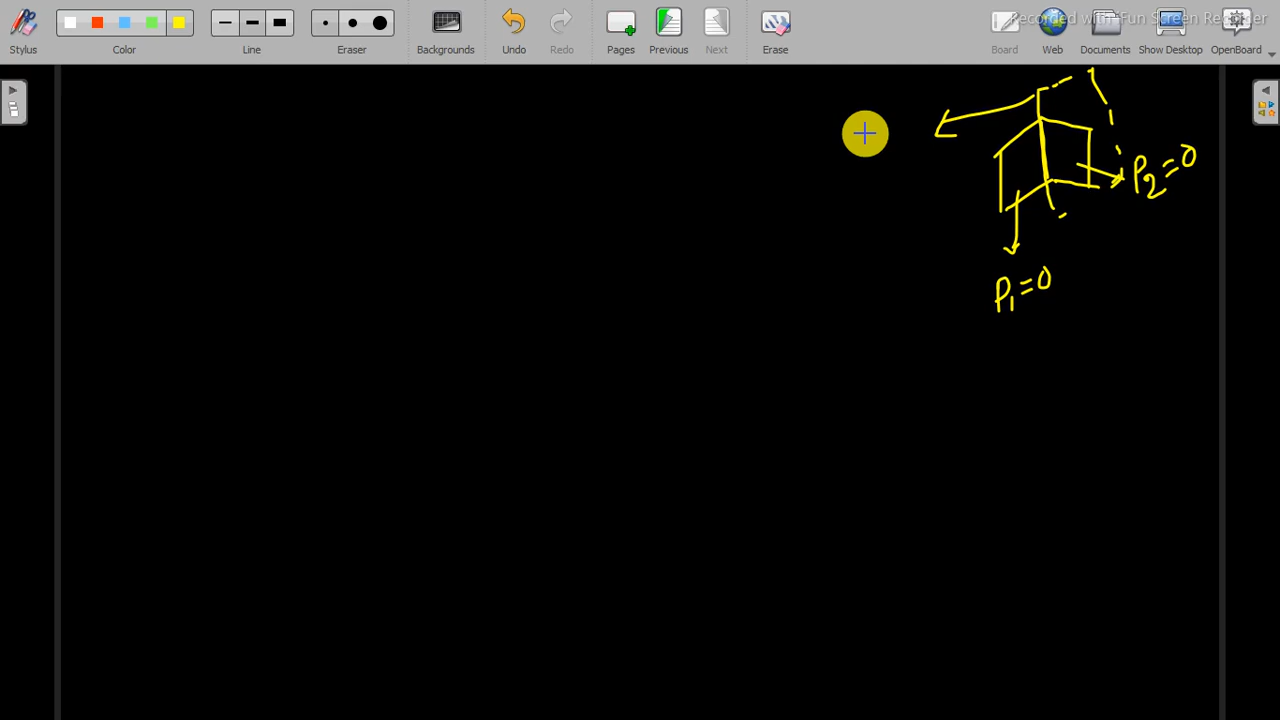 Recorded with iFun Screen Recorder
Stylus
Color
Line
Eraser
Backgrounds
Undo
Redo
Pages
Previous
Next
Erase
Board
Web
Documents
Show Desktop
OpenBoard
P₂=0
P₁=0